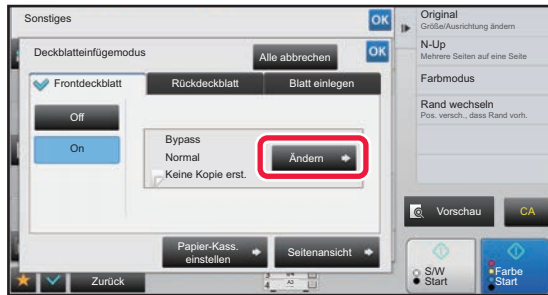 Sonstiges
OK
Deckblatteinfügemodus
Alle abbrechen
OK
Frontdeckblatt
Rückdeckblatt
Blatt einlegen
Off
On
Bypass
Normal
Keine Kopie erst.
Ändern
Papier-Kass.
einstellen
Seitenansicht
Zurück
Original
Größe/Ausrichtung ändern
N-Up
Mehrere Seiten auf eine Seite
Farbmodus
Rand wechseln
Pos. versch., dass Rand vorh.
Vorschau
CA
S/W
Start
Farbe
Start